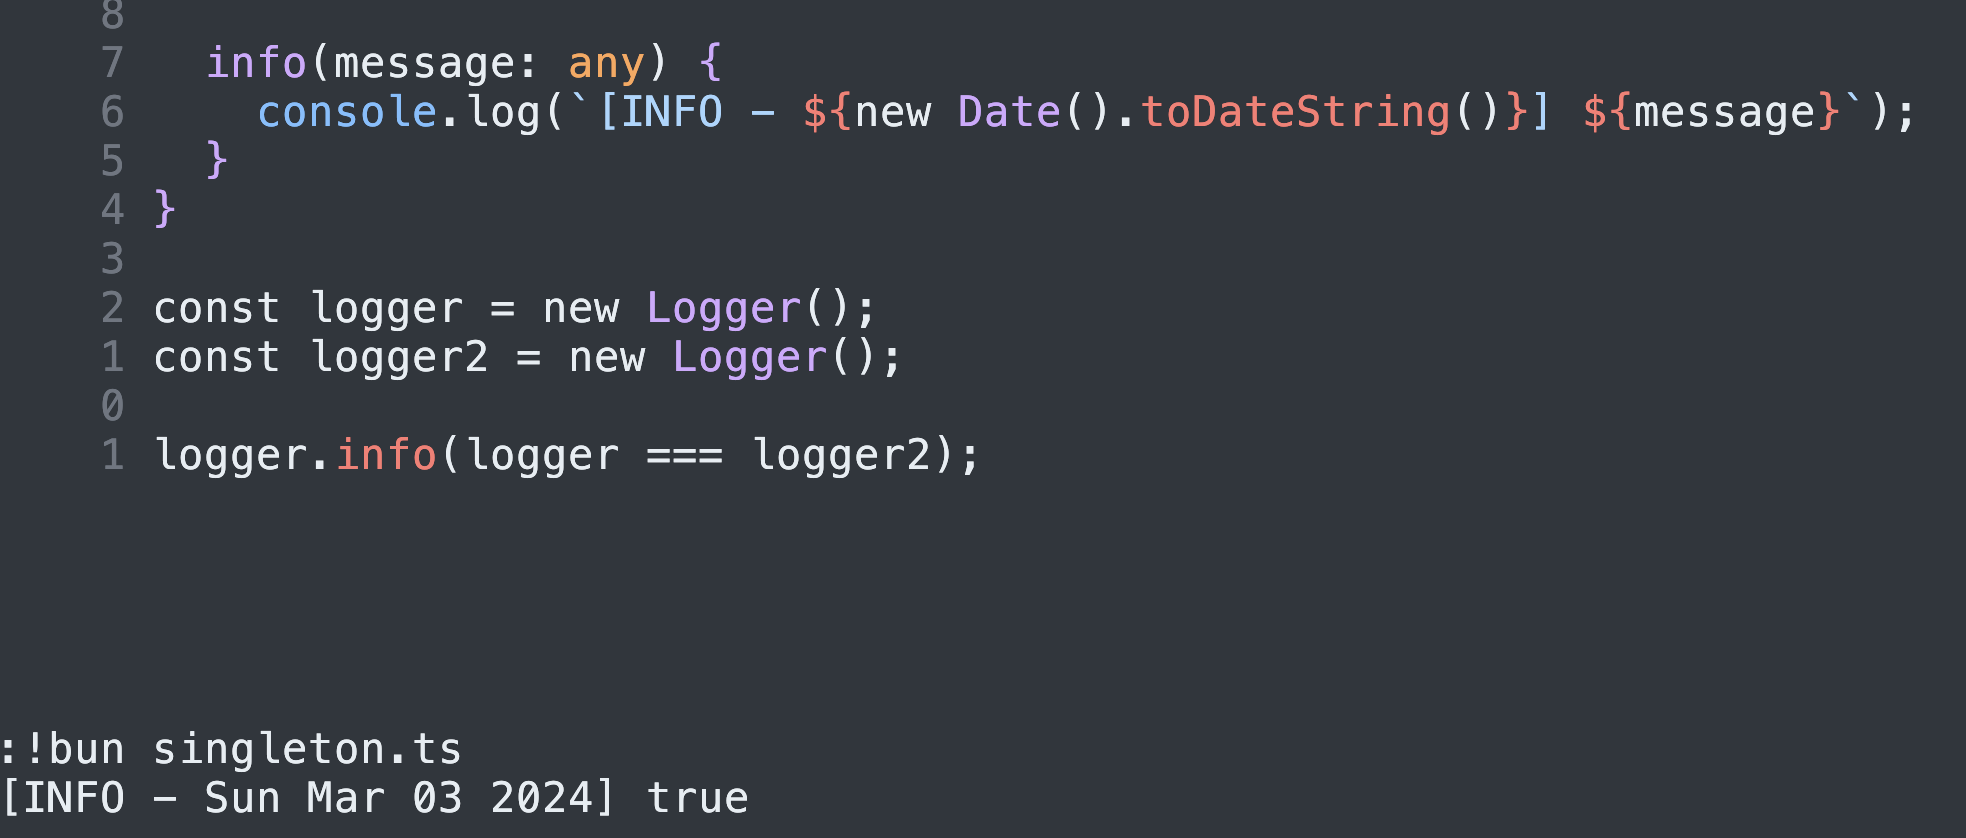 8
7   info(message: any) {
6     console.log(`[INFO - ${new Date().toDateString()}] ${message}`);
5   }
4 }
3
2 const logger = new Logger();
1 const logger2 = new Logger();
0
1 logger.info(logger === logger2);
:!bun singleton.ts
[INFO - Sun Mar 03 2024] true